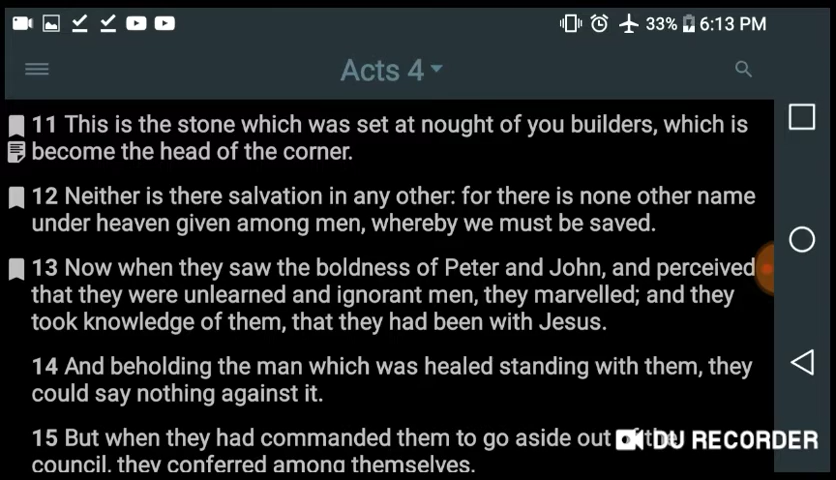 33% 6:13 PM
Acts 4
11 This is the stone which was set at nought of you builders, which is
become the head of the corner.
12 Neither is there salvation in any other: for there is none other name
under heaven given among men, whereby we must be saved.
13 Now when they saw the boldness of Peter and John, and perceived
that they were unlearned and ignorant men, they marvelled; and they
took knowledge of them, that they had been with Jesus.
14 And beholding the man which was healed standing with them, they
could say nothing against it.
15 But when they had commanded them to go aside out of the
DU RECORDER
council, they conferred among themselves,